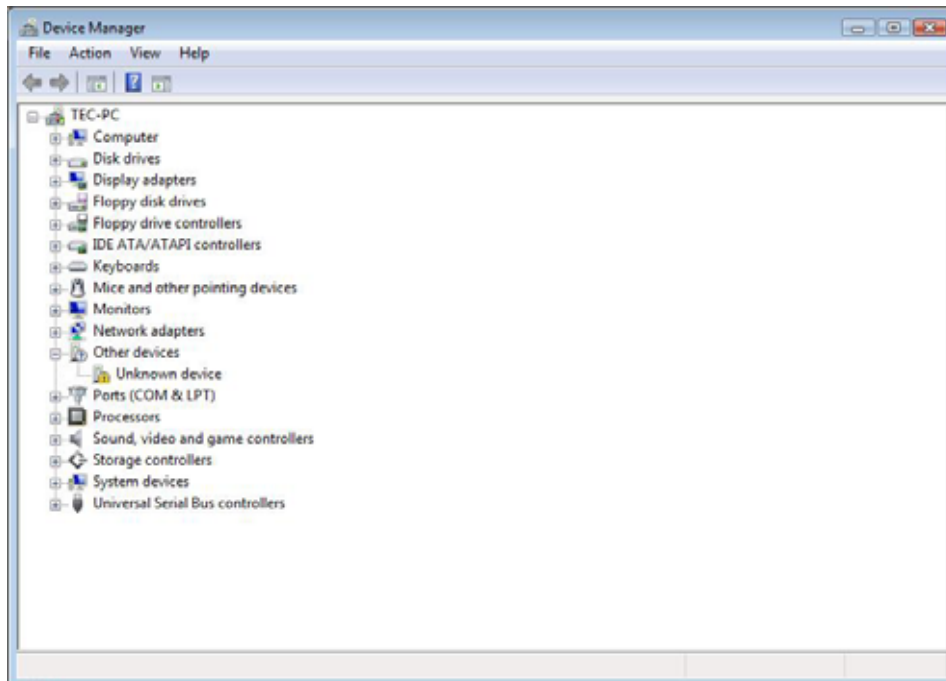 Device Manager
File Action View Help
TEC-PC
Computer
Disk drives
Display adapters
Floppy disk drives
Floppy drive controllers
IDE ATA/ATAPI controllers
Keyboards
Mice and other pointing devices
Monitors
Network adapters
Other devices
Unknown device
Ports (COM & LPT)
Processors
Sound, video and game controllers
Storage controllers
System devices
Universal Serial Bus controllers